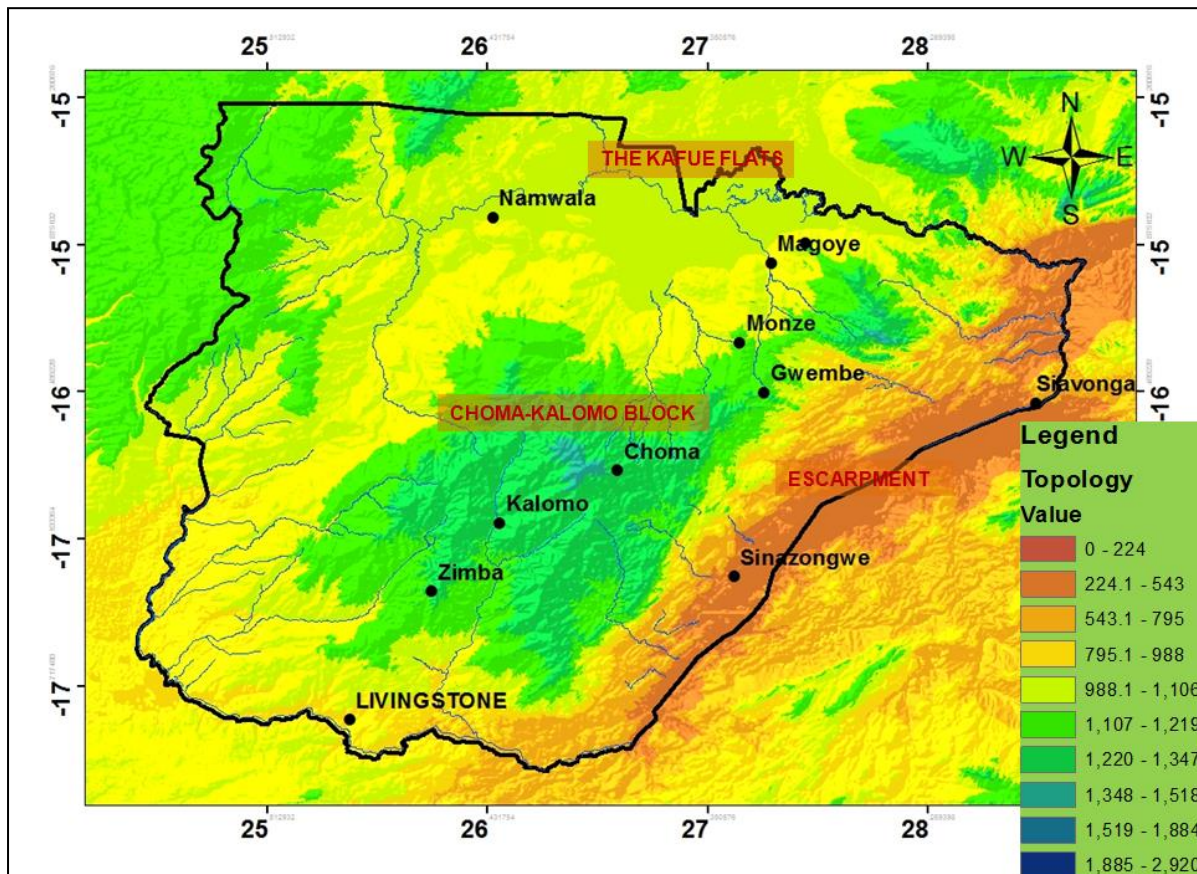 25 26 27 28
-15 -15
N
W E
S
THE KAFUE FLATS
Namwala
-15 -15
Magoye
Monze
Gwembe
-16 -16
Siavonga
CHOMA-KALOMO BLOCK
Choma
ESCARPMENT
Kalomo
-17
Sinazongwe
Zimba
-17
LIVINGSTONE
25 26 27 28
Legend
Topology
Value
0 - 224
224.1 - 543
543.1 - 795
795.1 - 988
988.1 - 1,106
1,107 - 1,219
1,220 - 1,347
1,348 - 1,518
1,519 - 1,884
1,885 - 2,920